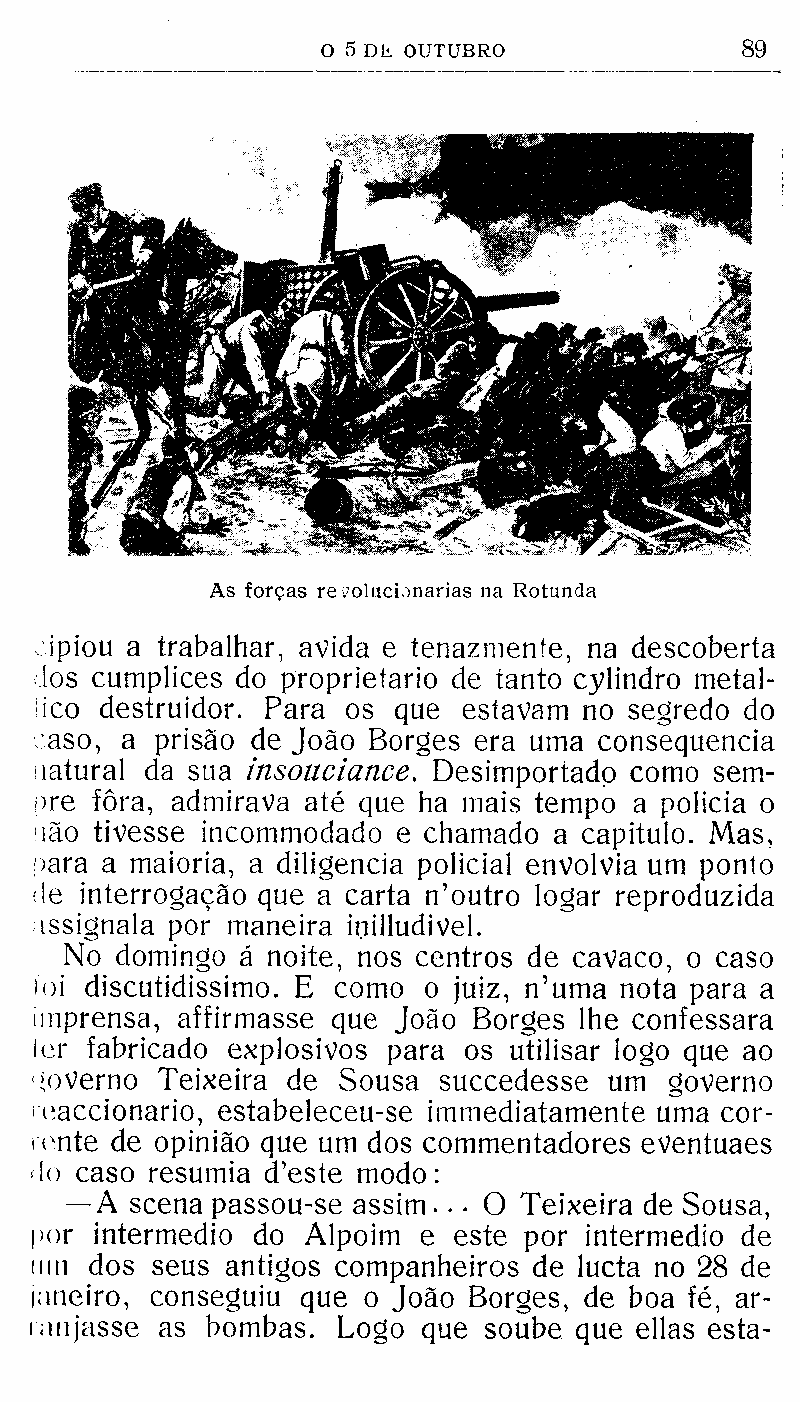 O 5 DE OUTUBRO 89
As forças revolucionarias na Rotunda
cipiou a trabalhar, avida e tenazmente, na descoberta
dos cumplices do proprietario de tanto cylindro metal-
lico destruidor. Para os que estavam no segredo do
caso, a prisão de João Borges era uma consequencia
natural da sua insouciance. Desimportado como sem-
pre fôra, admirava até que ha mais tempo a policia o
não tivesse incommodado e chamado a capitulo. Mas,
para a maioria, a diligencia policial envolvia um ponto
de interrogação que a carta n'outro logar reproduzida
assignala por maneira inilludivel.
No domingo á noite, nos centros de cavaco, o caso
foi discutidissimo. E como o juiz, n'uma nota para a
imprensa, affirmasse que João Borges lhe confessara
ter fabricado explosivos para os utilisar logo que ao
governo Teixeira de Sousa succedesse um governo
reaccionario, estabeleceu-se immediatamente uma cor-
rente de opinião que um dos commentadores eventuaes
do caso resumia d'este modo:
—A scena passou-se assim... O Teixeira de Sousa,
por intermedio do Alpoim e este por intermedio de
um dos seus antigos companheiros de lucta no 28 de
janeiro, conseguiu que o João Borges, de boa fé, ar-
ranjasse as bombas. Logo que soube que ellas esta-